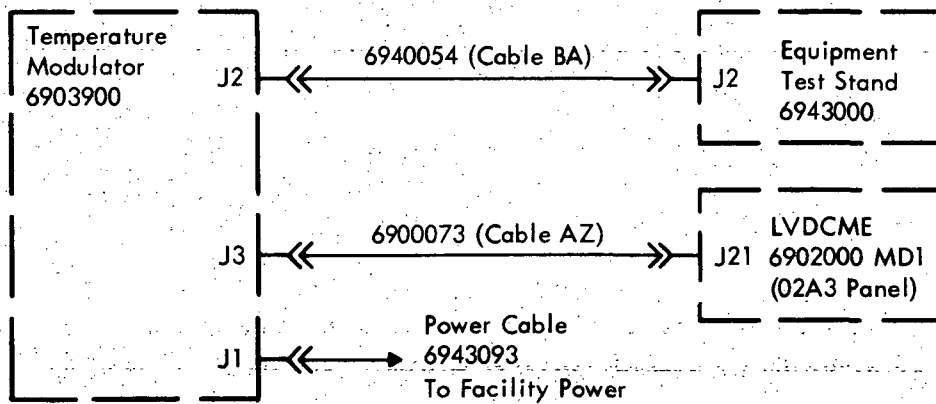 Temperature
Modulator
6903900
J2
6940054 (Cable BA)
J2
Equipment
Test Stand
6943000
J3
6900073 (Cable AZ)
J21
LVDCME
6902000 MD1
(02A3 Panel)
J1
Power Cable
6943093
To Facility Power